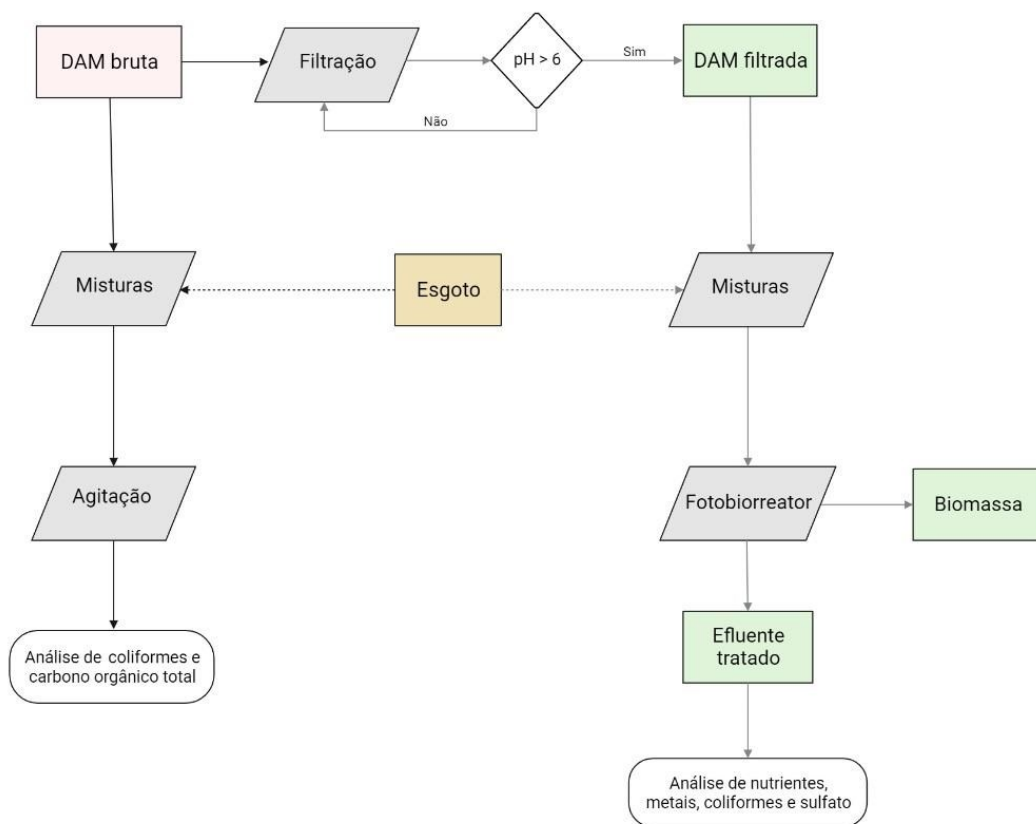 DAM bruta
Filtração
pH > 6
Sim
DAM filtrada
Não
Misturas
Esgoto
Misturas
Agitação
Fotobiorreator
Biomassa
Análise de coliformes e
carbono orgânico total
Efluente
tratado
Análise de nutrientes,
metais, coliformes e sulfato